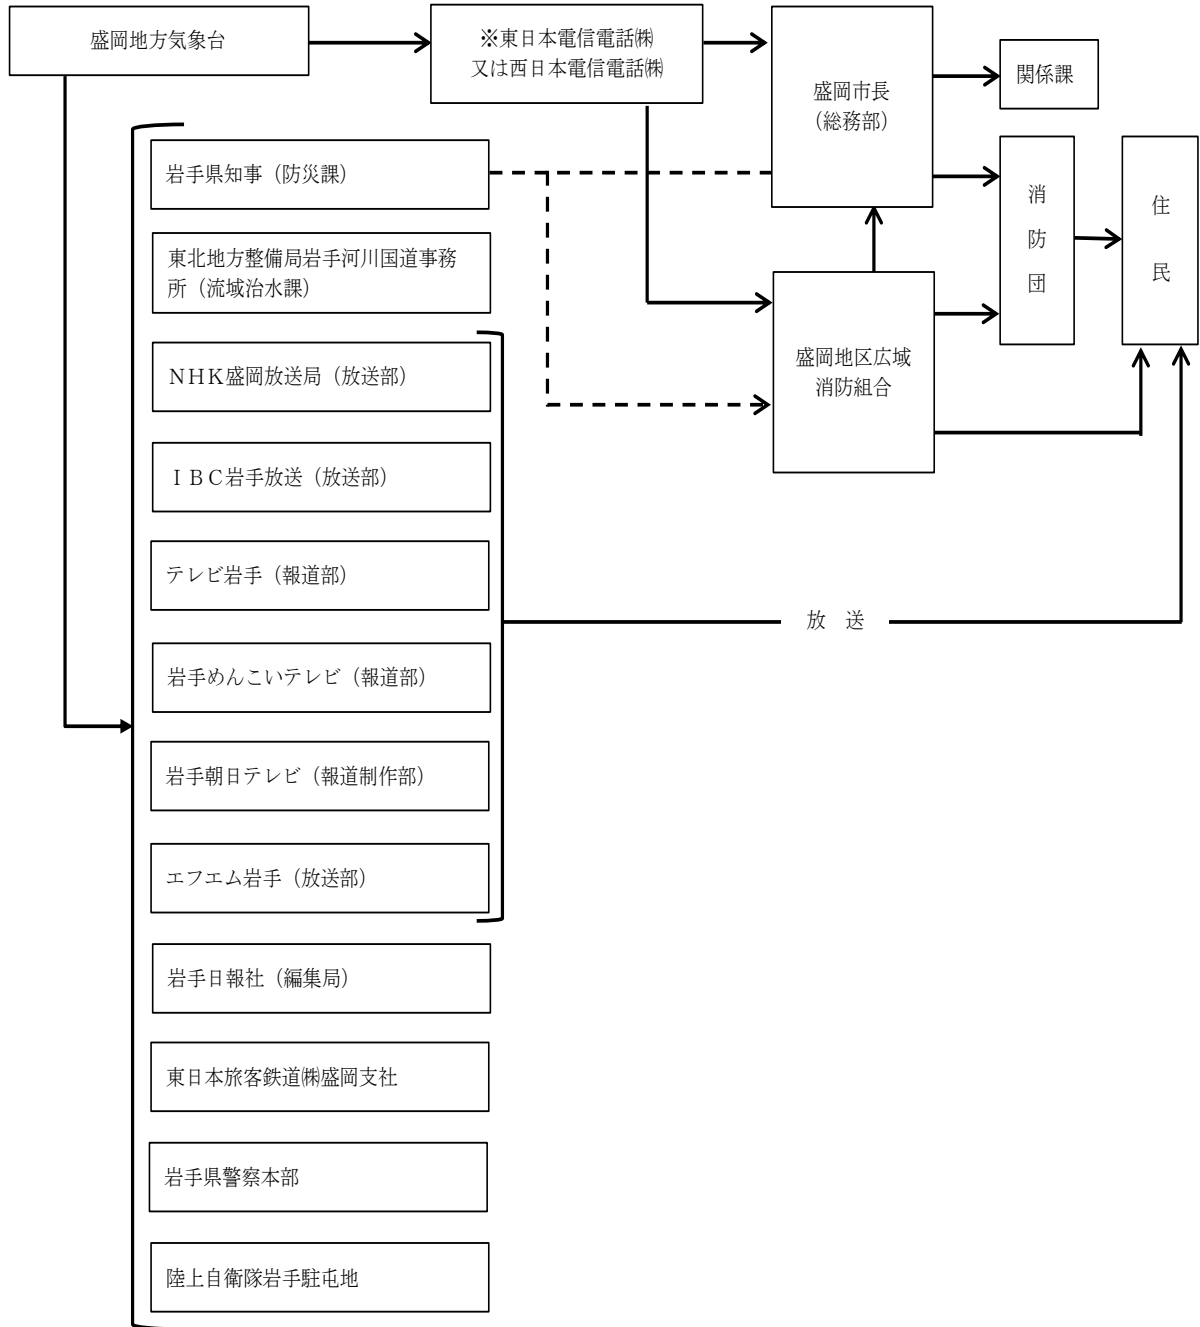 盛岡地方気象台
※東日本電信電話㈱
又は西日本電信電話㈱
盛岡市長
（総務部）
関係課
岩手県知事（防災課）
消
防
団
住
民
東北地方整備局岩手河川国道事務
所（流域治水課）
盛岡地区広域
消防組合
ＮＨＫ盛岡放送局（放送部）
ＩＢＣ岩手放送（放送部）
テレビ岩手（報道部）
放　送
岩手めんこいテレビ（報道部）
岩手朝日テレビ（報道制作部）
エフエム岩手（放送部）
岩手日報社（編集局）
東日本旅客鉄道㈱盛岡支社
岩手県警察本部
陸上自衛隊岩手駐屯地